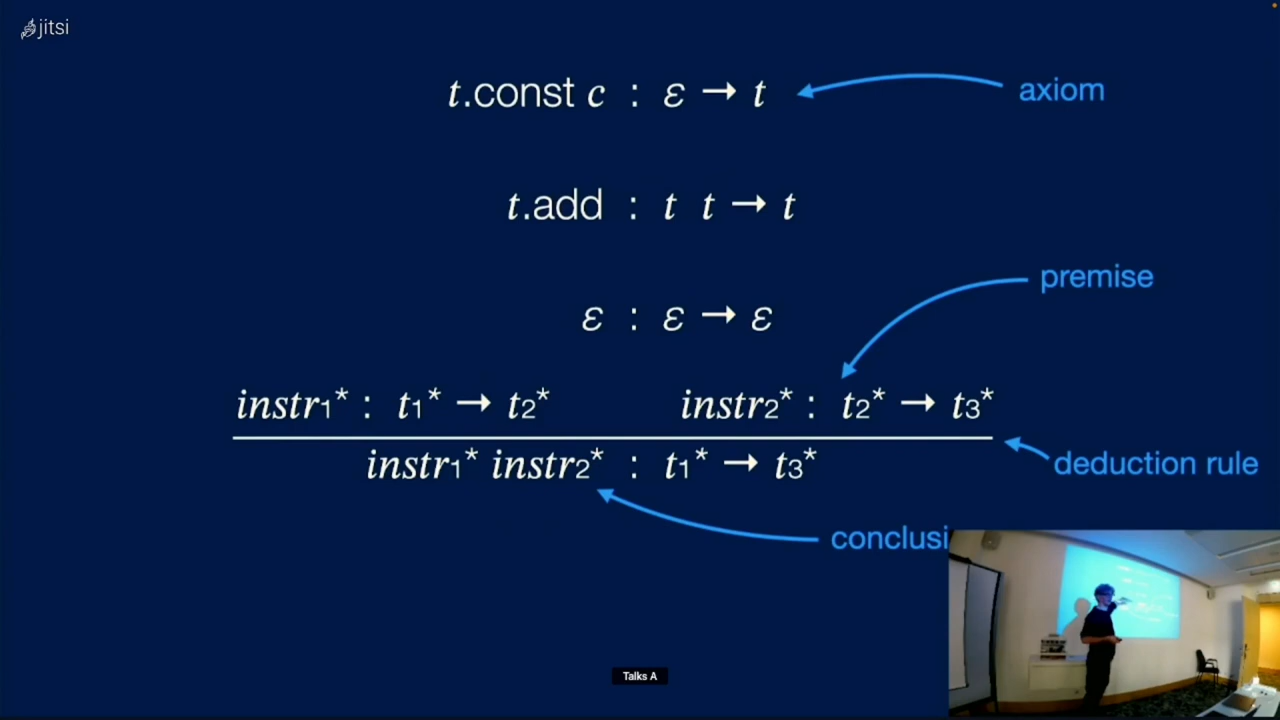 jitsi
t.const c : ε → t
axiom
t.add : t t → t
premise
ε : ε → ε
instr₁* : t₁* → t₂* instr₂* : t₂* → t₃*
deduction rule
instr₁* instr₂* : t₁* → t₃*
conclusi
Talks A